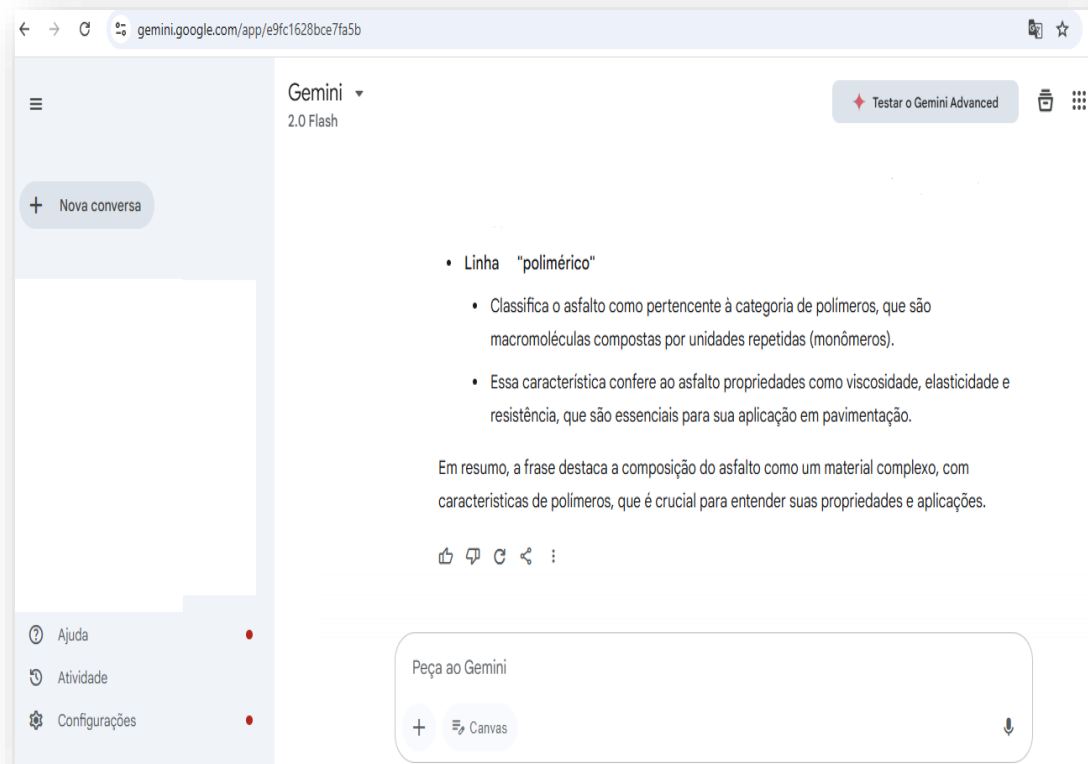 gemini.google.com/app/e9fc1628bce7fa5b
Gemini
2.0 Flash
Testar o Gemini Advanced
Nova conversa
• Linha "polimérico"
• Classifica o asfalto como pertencente à categoria de polímeros, que são
macromoléculas compostas por unidades repetidas (monômeros).
• Essa característica confere ao asfalto propriedades como viscosidade, elasticidade e
resistência, que são essenciais para sua aplicação em pavimentação.
Em resumo, a frase destaca a composição do asfalto como um material complexo, com
caracteristicas de polímeros, que é crucial para entender suas propriedades e aplicações.
Ajuda
Atividade
Configurações
Peça ao Gemini
Canvas